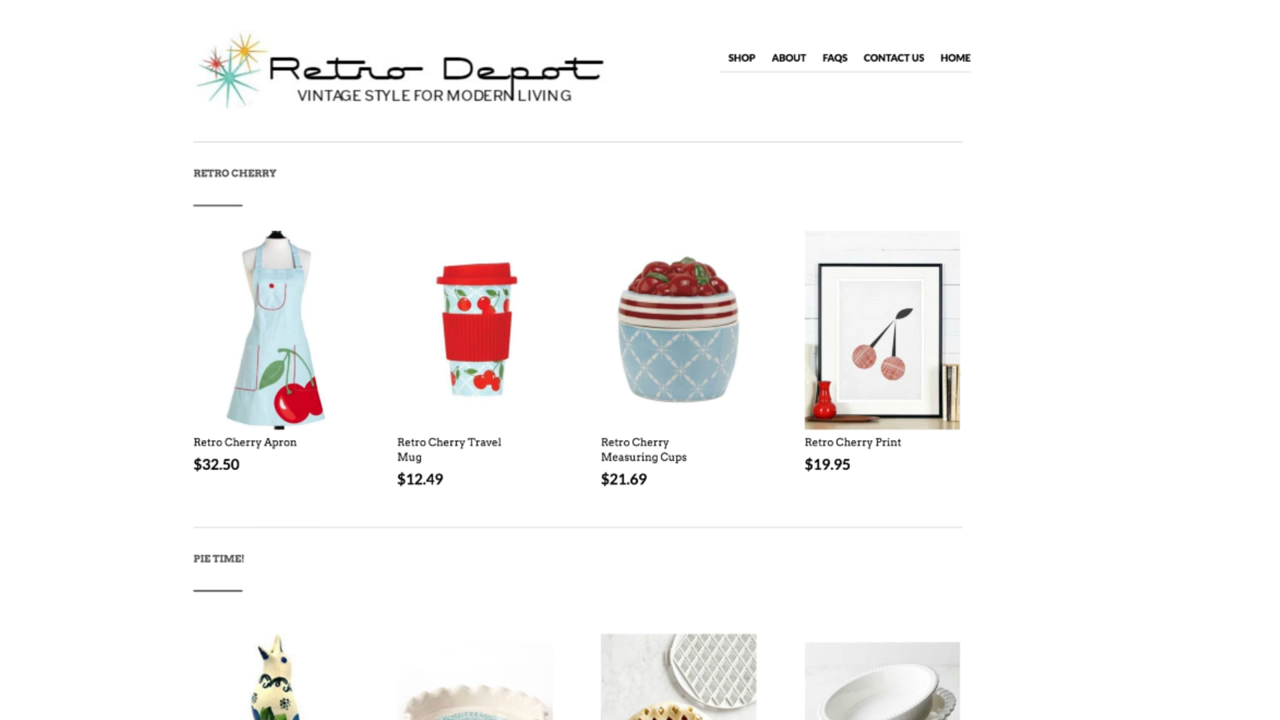 Retro Depot
VINTAGE STYLE FOR MODERN LIVING
SHOP ABOUT FAQS CONTACT US HOME
RETRO CHERRY
Retro Cherry Apron
$32.50
Retro Cherry Travel
Mug
$12.49
Retro Cherry
Measuring Cups
$21.69
Retro Cherry Print
$19.95
PIE TIME!